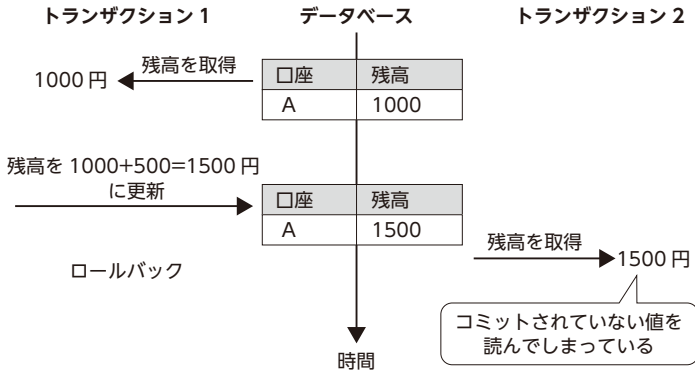 トランザクション 1
データベース
トランザクション 2
1000 円
残高を取得
口座 残高
A 1000
残高を 1000+500=1500 円
に更新
口座 残高
A 1500
残高を取得
1500 円
ロールバック
コミットされていない値を
読んでしまっている
時間